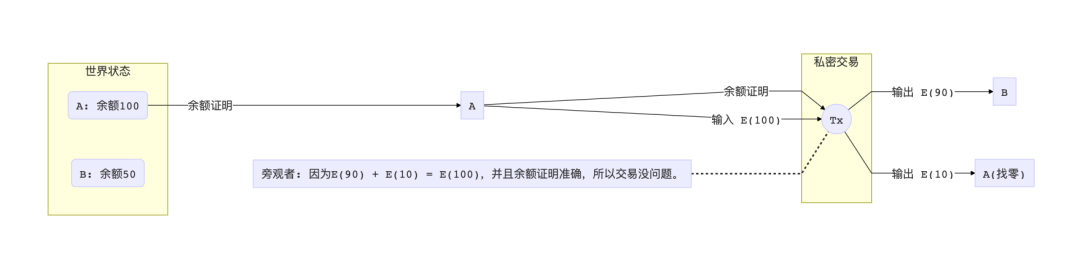 世界状态
A: 余额100
B: 余额50
余额证明
A
余额证明
输入 E(100)
旁观者: 因为E(90) + E(10) = E(100), 并且余额证明准确, 所以交易没问题。
私密交易
Tx
输出 E(90)
B
输出 E(10)
A(找零)